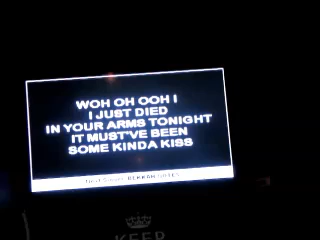 WOH OH OOH I
I JUST DIED
IN YOUR ARMS TONIGHT
IT MUST'VE BEEN
SOME KINDA KISS
KEEP